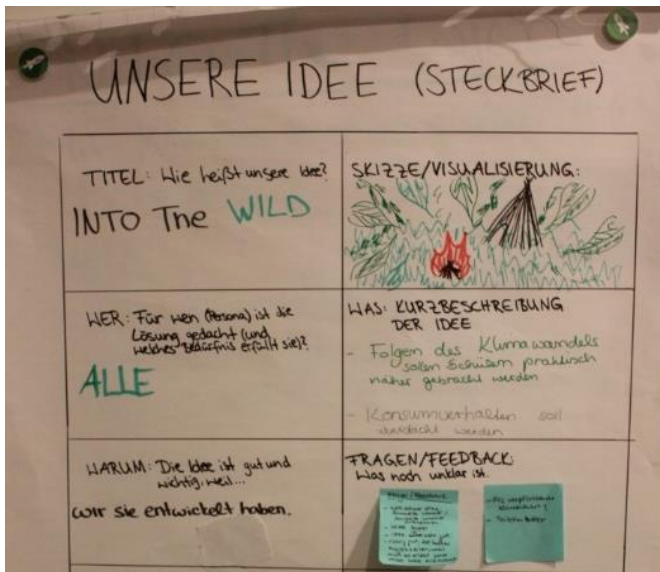 UNSERE IDEE (STECKBRIEF)
TITEL: Wie heißt unsere Idee?
INTO The WILD
SKIZZE/VISUALISIERUNG:
WER: Für wen (Persona) ist die
Lösung gedacht (und
welches Bedürfnis erfüllt sie)?
ALLE
WAS: KURZBESCHREIBUNG
DER IDEE
- Folgen des Klimawandels
sollen Schülern praktisch
näher gebracht werden
- Konsumverhalten soll
werden
WARUM: Die Idee ist gut und
wichtig, weil...
wir sie entwickelt haben.
FRAGEN/FEEDBACK:
Was noch unklar ist.